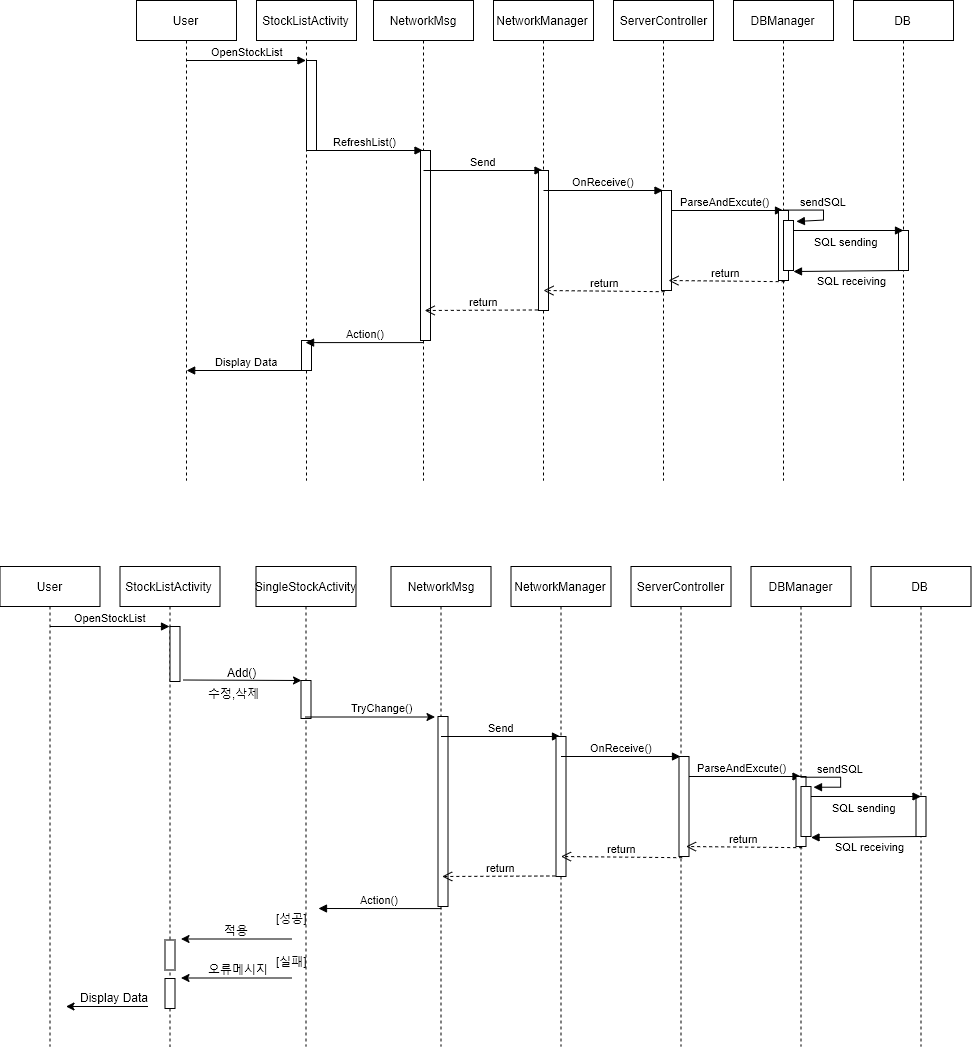 User
StockListActivity
NetworkMsg
NetworkManager
ServerController
DBManager
DB
OpenStockList
RefreshList()
Send
OnReceive()
ParseAndExcute()
sendSQL
SQL sending
SQL receiving
return
return
return
Action()
Display Data
User
StockListActivity
SingleStockActivity
NetworkMsg
NetworkManager
ServerController
DBManager
DB
OpenStockList
Add()
수정,삭제
TryChange()
Send
OnReceive()
ParseAndExcute()
sendSQL
SQL sending
SQL receiving
return
return
return
Action()
[성공]
적용
[실패]
오류메시지
Display Data